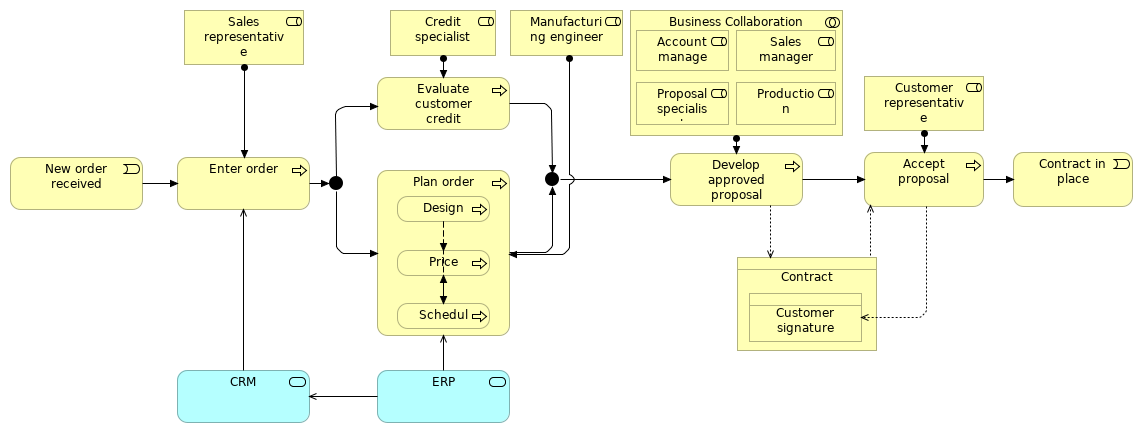 Sales
representativ
e
Credit
specialist
Manufacturi
ng engineer
Business Collaboration
Account
manage
Sales
manager
Proposal
specialis
Productio
n
Customer
representativ
e
New order
received
Enter order
Evaluate
customer
credit
Plan order
Design
Price
Schedul
Develop
approved
proposal
Accept
proposal
Contract in
place
Contract
Customer
signature
CRM
ERP